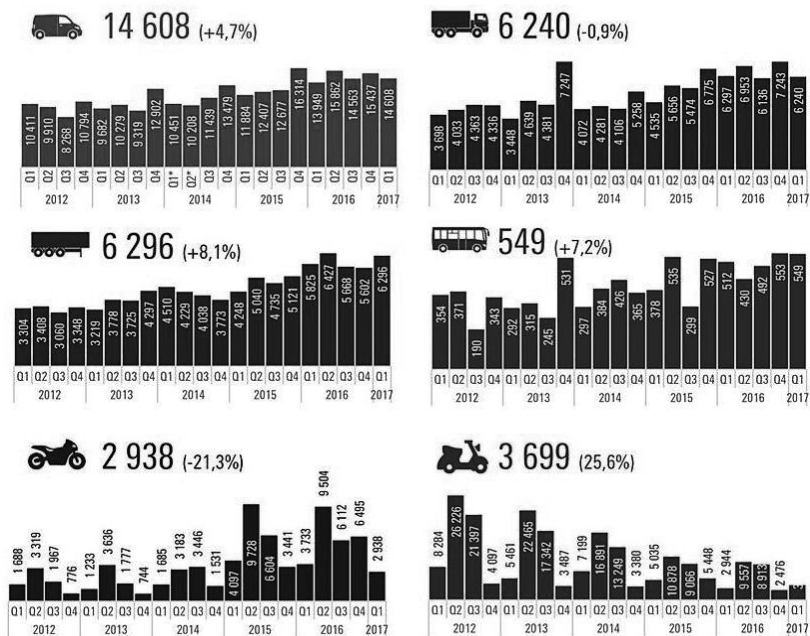 14 608 (+4,7%)
10 411 9 910 8 268 10 794 9 682 10 279 9 319 12 902 10 451 10 208 11 439 13 479 11 884 12 407 12 677 16 314 13 949 15 862 14 563 15 437 14 608
Q1 Q2 Q3 Q4 Q1 Q2 Q3 Q4 Q1* Q2* Q3 Q4 Q1 Q2 Q3 Q4 Q1 Q2 Q3 Q4 Q1
2012 2013 2014 2015 2016 2017
6 240 (-0,9%)
3 698 4 033 4 363 4 336 3 448 4 639 4 381 7 247 4 072 4 281 4 106 5 258 4 535 5 656 5 474 6 775 6 297 6 953 6 136 7 243 6 240
Q1 Q2 Q3 Q4 Q1 Q2 Q3 Q4 Q1 Q2 Q3 Q4 Q1 Q2 Q3 Q4 Q1 Q2 Q3 Q4 Q1
2012 2013 2014 2015 2016 2017
6 296 (+8,1%)
3 304 3 408 3 060 3 348 3 219 3 778 3 725 4 297 4 510 4 229 4 038 3 773 4 248 5 040 4 735 5 121 5 825 6 427 5 668 5 602 6 296
Q1 Q2 Q3 Q4 Q1 Q2 Q3 Q4 Q1 Q2 Q3 Q4 Q1 Q2 Q3 Q4 Q1 Q2 Q3 Q4 Q1
2012 2013 2014 2015 2016 2017
549 (+7,2%)
354 371 190 343 292 315 245 531 297 384 426 365 378 535 299 527 512 430 492 553 549
Q1 Q2 Q3 Q4 Q1 Q2 Q3 Q4 Q1 Q2 Q3 Q4 Q1 Q2 Q3 Q4 Q1 Q2 Q3 Q4 Q1
2012 2013 2014 2015 2016 2017
2 938 (-21,3%)
1 688 3 319 1 967 776 1 233 3 636 1 777 744 1 685 3 183 3 446 1 531 4 097 9 728 6 604 3 441 3 733 9 504 6 112 6 495 2 938
Q1 Q2 Q3 Q4 Q1 Q2 Q3 Q4 Q1 Q2 Q3 Q4 Q1 Q2 Q3 Q4 Q1 Q2 Q3 Q4 Q1
2012 2013 2014 2015 2016 2017
3 699 (25,6%)
8 284 26 226 21 397 4 097 5 461 22 465 17 342 3 487 7 199 16 891 13 249 3 380 5 035 10 878 9 066 5 448 2 944 9 557 8 913 2 476
Q1 Q2 Q3 Q4 Q1 Q2 Q3 Q4 Q1 Q2 Q3 Q4 Q1 Q2 Q3 Q4 Q1 Q2 Q3 Q4 Q1
2012 2013 2014 2015 2016 2017